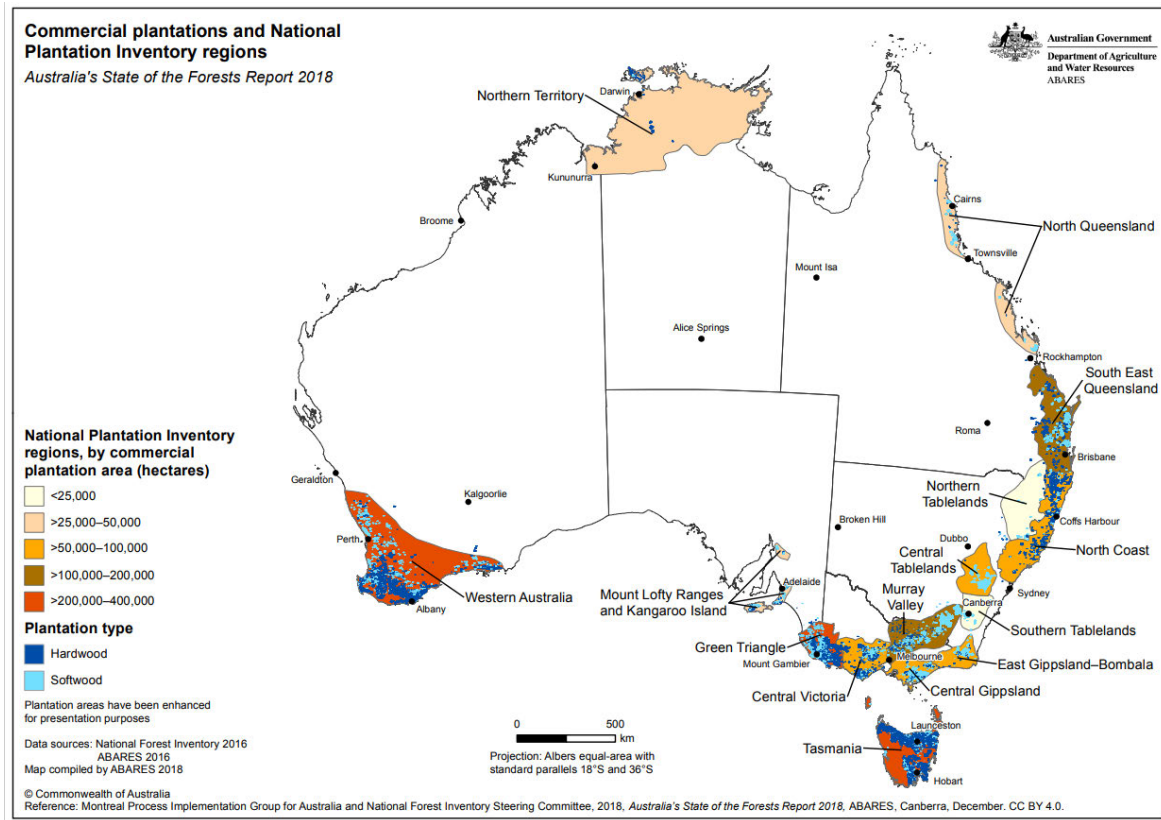 Commercial plantations and National
Plantation Inventory regions
Australia's State of the Forests Report 2018
Australian Government
Department of Agriculture
and Water Resources
ABARES
Darwin
Northern Territory
Kununurra
Broome
Cairns
North Queensland
Townsville
Mount Isa
Alice Springs
Rockhampton
South East
Queensland
Roma
Brisbane
National Plantation Inventory
regions, by commercial
plantation area (hectares)
<25,000
>25,000–50,000
>50,000–100,000
>100,000–200,000
>200,000–400,000
Plantation type
Hardwood
Softwood
Plantation areas have been enhanced
for presentation purposes
Data sources: National Forest Inventory 2016
ABARES 2016
Map compiled by ABARES 2018
© Commonwealth of Australia
Geraldton
Kalgoorlie
Perth
Albany
Western Australia
Northern
Tablelands
Broken Hill
Coffs Harbour
Dubbo
North Coast
Central
Tablelands
Adelaide
Mount Lofty Ranges
and Kangaroo Island
Murray
Valley
Sydney
Canberra
Southern Tablelands
Green Triangle
Mount Gambier
Melbourne
East Gippsland–Bombala
Central Victoria
Central Gippsland
Launceston
Tasmania
Hobart
0 500
km
Projection: Albers equal-area with
standard parallels 18°S and 36°S
Reference: Montreal Process Implementation Group for Australia and National Forest Inventory Steering Committee, 2018, Australia's State of the Forests Report 2018, ABARES, Canberra, December. CC BY 4.0.